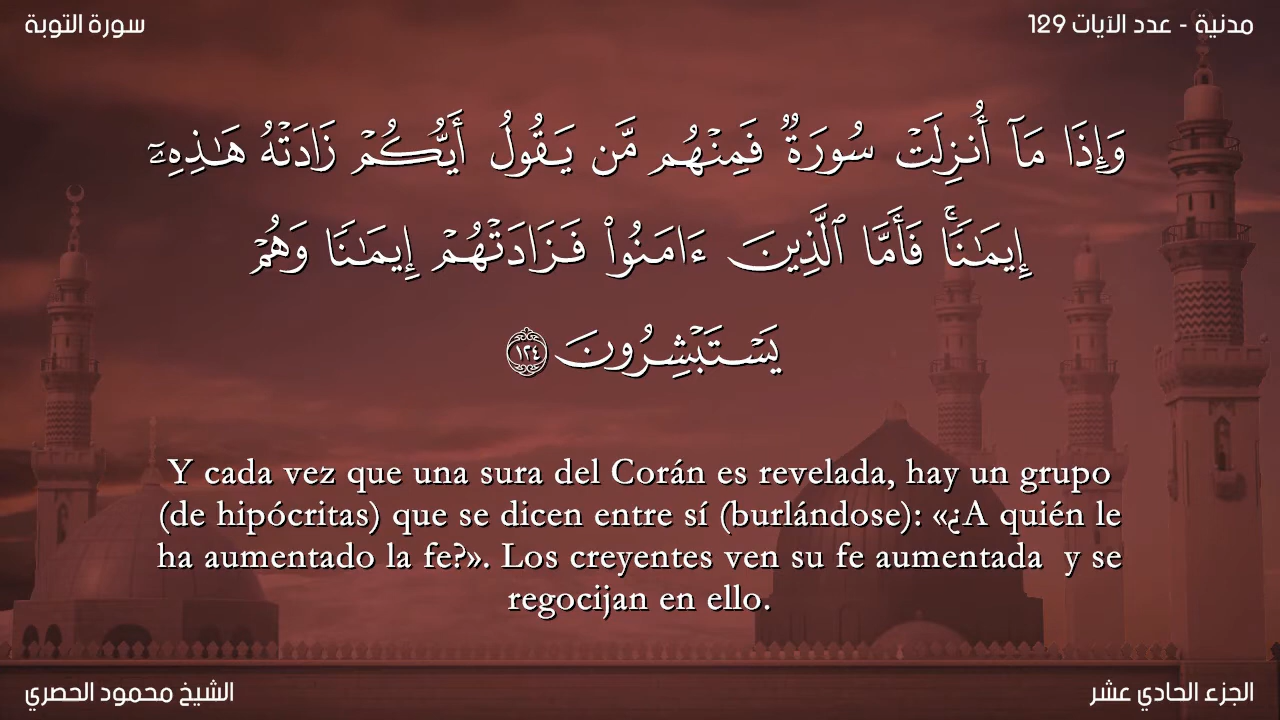 سورة التوبة
مدنية - عدد الآيات 129
وَإِذَا مَآ أُنزِلَتْ سُورَةٌ فَمِنْهُم مَّن يَقُولُ أَيُّكُمْ زَادَتْهُ هَٰذِهِۦٓ
إِيمَٰنًا ۚ فَأَمَّا ٱلَّذِينَ ءَامَنُوا۟ فَزَادَتْهُمْ إِيمَٰنًا وَهُمْ
يَسْتَبْشِرُونَ ١٢٤
Y cada vez que una sura del Corán es revelada, hay un grupo
(de hipócritas) que se dicen entre sí (burlándose): «¿A quién le
ha aumentado la fe?». Los creyentes ven su fe aumentada y se
regocijan en ello.
الشيخ محمود الحصري
الجزء الحادي عشر